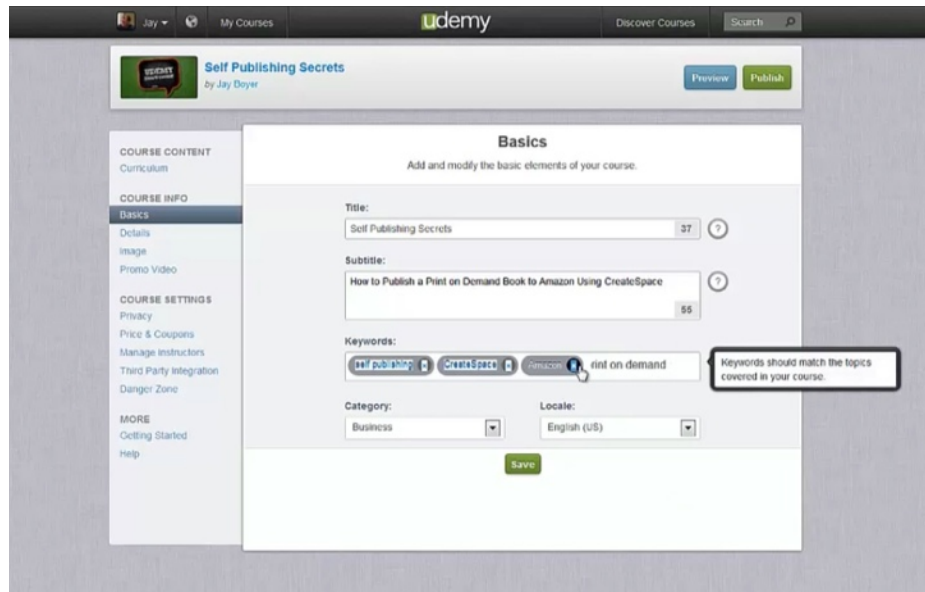 Jay
My Courses
udemy
Discover Courses
Search
Self Publishing Secrets
by Jay Boyer
Preview
Publish
COURSE CONTENT
Curriculum
COURSE INFO
Basics
Details
Image
Promo Video
COURSE SETTINGS
Privacy
Price & Coupons
Manage Instructors
Third Party Integration
Danger Zone
MORE
Getting Started
Help
Basics
Add and modify the basic elements of your course.
Title:
Self Publishing Secrets 37
?
Subtitle:
How to Publish a Print on Demand Book to Amazon Using CreateSpace
55
?
Keywords:
self publishing CreateSpace Amazon rint on demand
Keywords should match the topics
covered in your course.
Category: Locale:
Business English (US)
Save